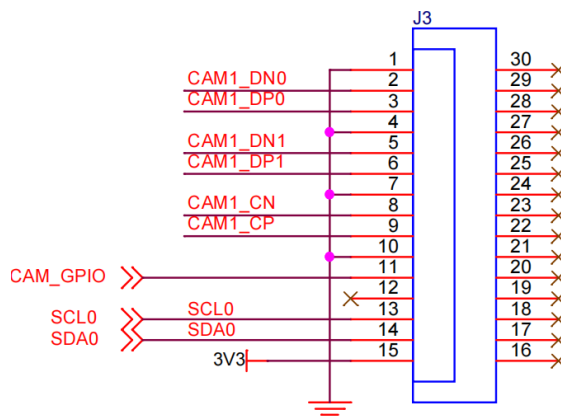 J3
1 30
CAM1_DN0 2 29
CAM1_DP0 3 28
4 27
CAM1_DN1 5 26
CAM1_DP1 6 25
7 24
CAM1_CN 8 23
CAM1_CP 9 22
10 21
CAM_GPIO 11 20
12 19
SCL0 SCL0 13 18
SDA0 SDA0 14 17
3V3 15 16